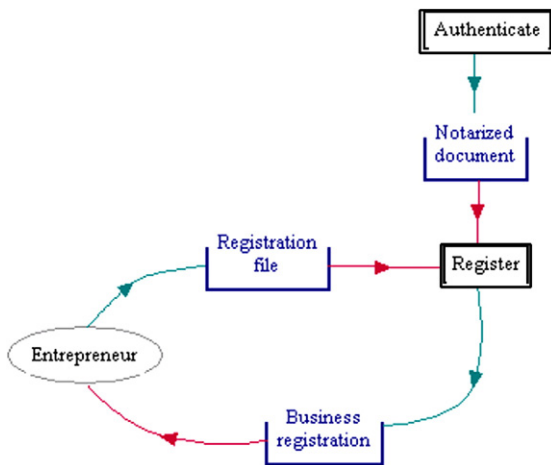 Authenticate
Notarized
document
Registration
file
Register
Entrepreneur
Business
registration